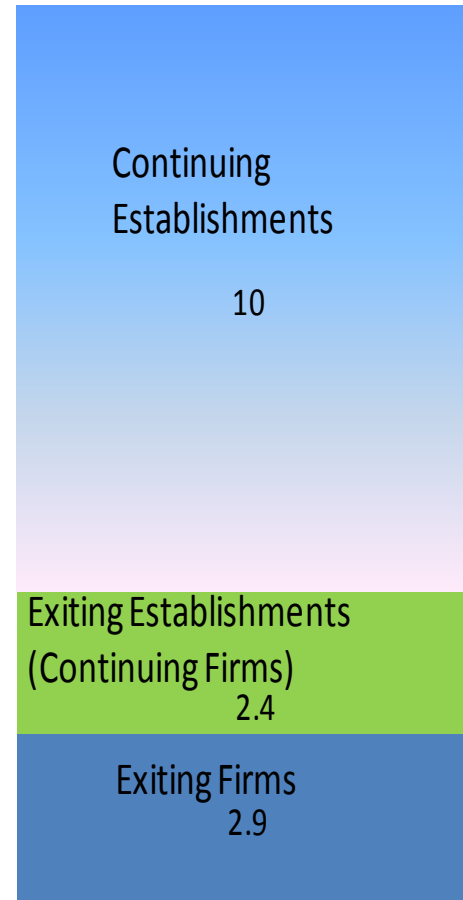 Continuing
Establishments
10
Exiting Establishments
(Continuing Firms)
2.4
Exiting Firms
2.9